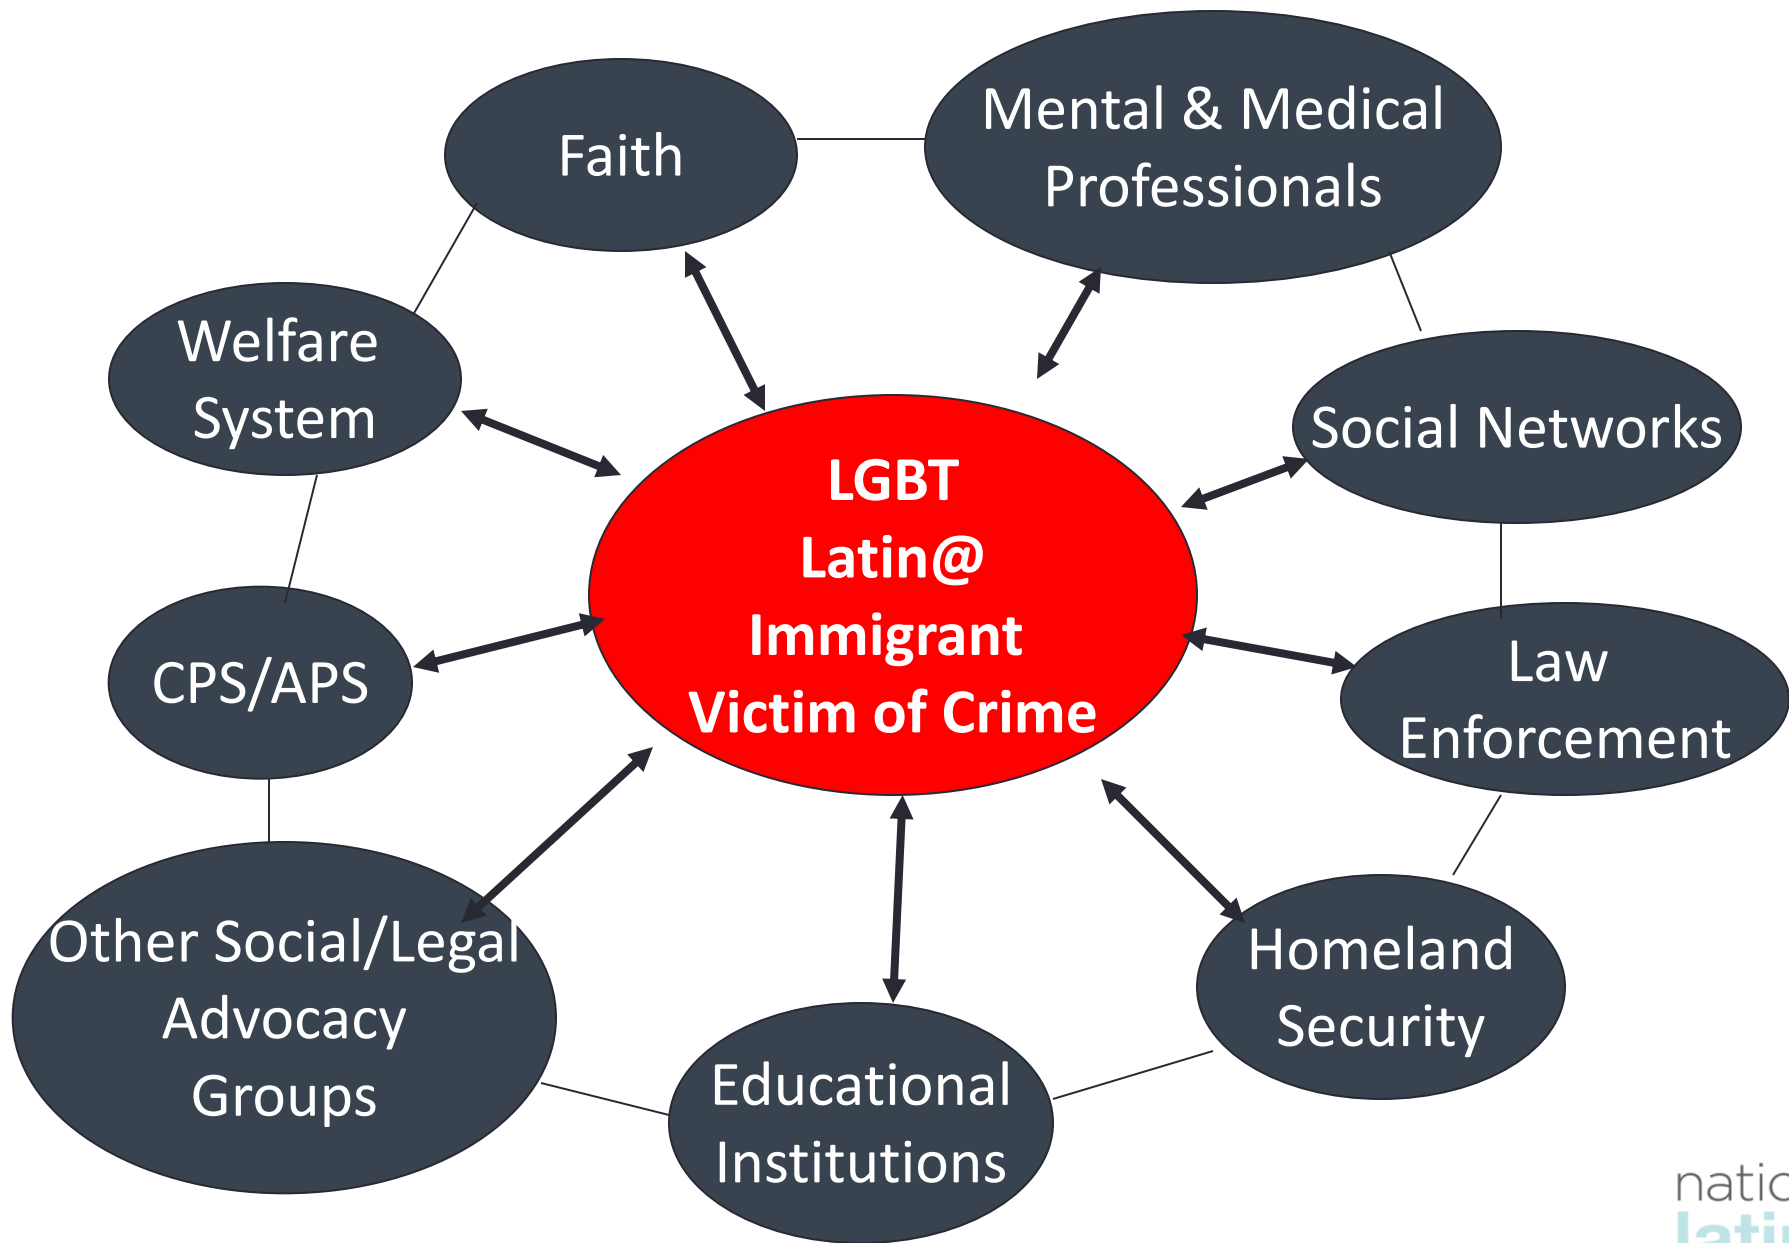 Faith
Mental & Medical
Professionals
Welfare
System
Social Networks
LGBT
Latin@
Immigrant
Victim of Crime
CPS/APS
Law
Enforcement
Other Social/Legal
Advocacy
Groups
Homeland
Security
Educational
Institutions